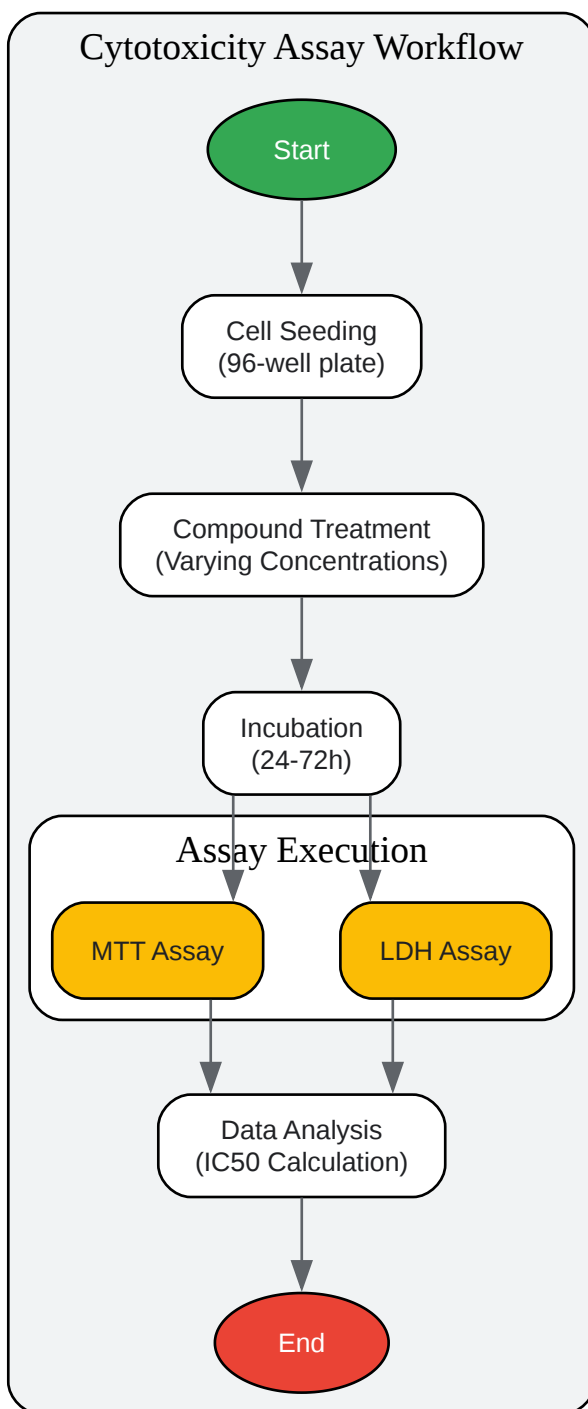 Cytotoxicity Assay Workflow
Start
Cell Seeding
(96-well plate)
Compound Treatment
(Varying Concentrations)
Incubation
(24-72h)
Assay Execution
MTT Assay
LDH Assay
Data Analysis
(IC50 Calculation)
End